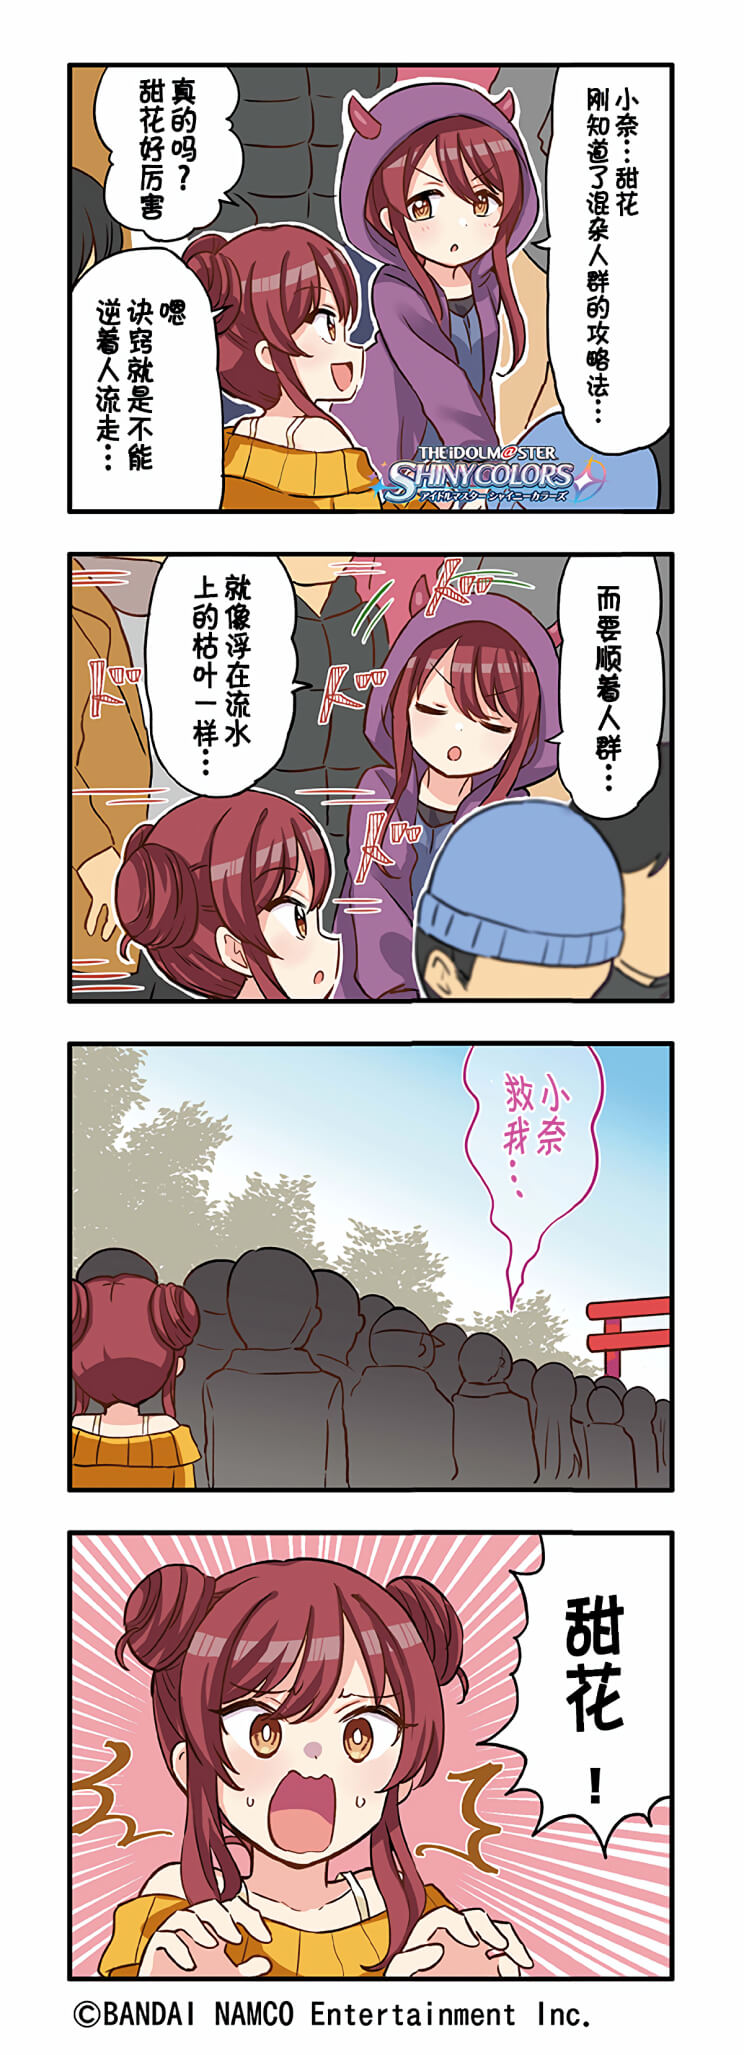 小奈…甜花
刚知道了混杂人群的攻略法…
真的吗？
甜花好厉害
嗯
诀窍就是不能
逆着人流走…
THE iDOLM@STER
SHINY COLORS
アイドルマスター シャイニーカラーズ
而要顺着人群…
就像浮在流水
上的枯叶一样…
ドドドド
小奈
救我…
甜花！
©BANDAI NAMCO Entertainment Inc.